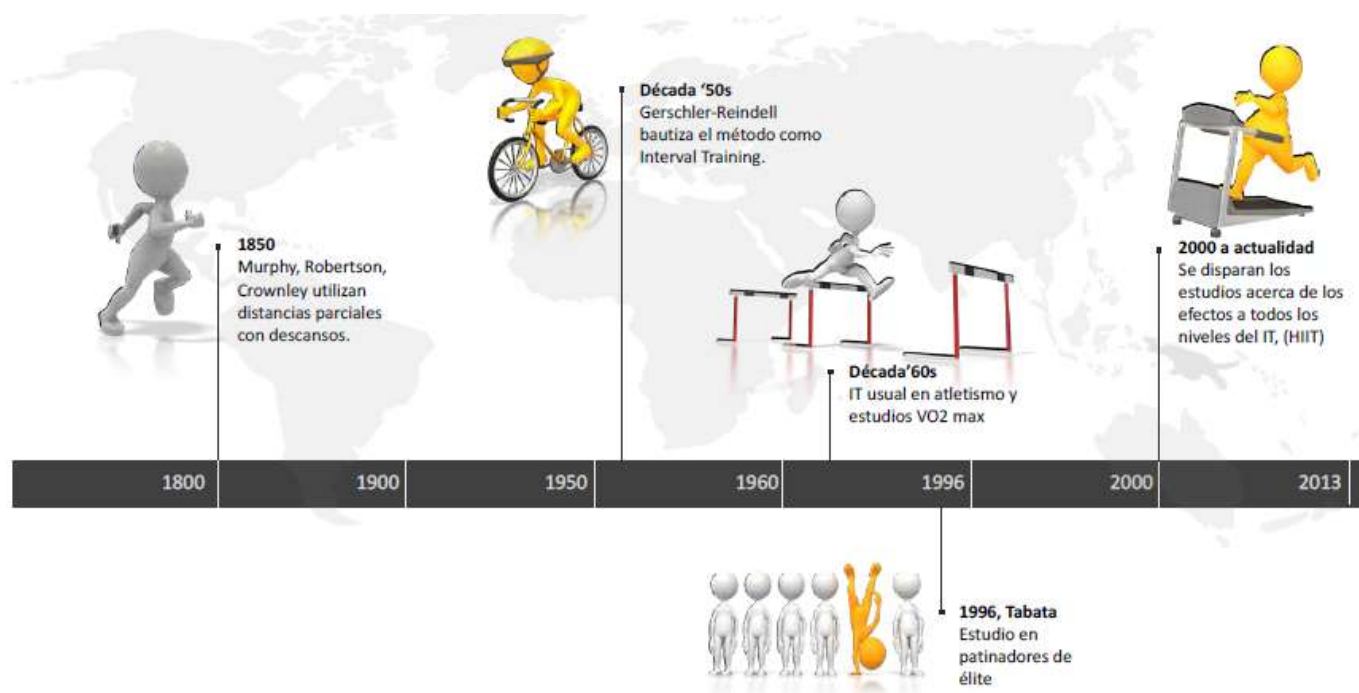 Década ‘50s
Gerschler-Reindell
bautiza el método como
Interval Training.
1850
Murphy, Robertson,
Crownley utilizan
distancias parciales
con descansos.
2000 a actualidad
Se disparan los
estudios acerca de los
efectos a todos los
niveles del IT, (HIIT)
Década’60s
IT usual en atletismo y
estudios VO2 max
1800
1900
1950
1960
1996
2000
2013
1996, Tabata
Estudio en
patinadores de
élite